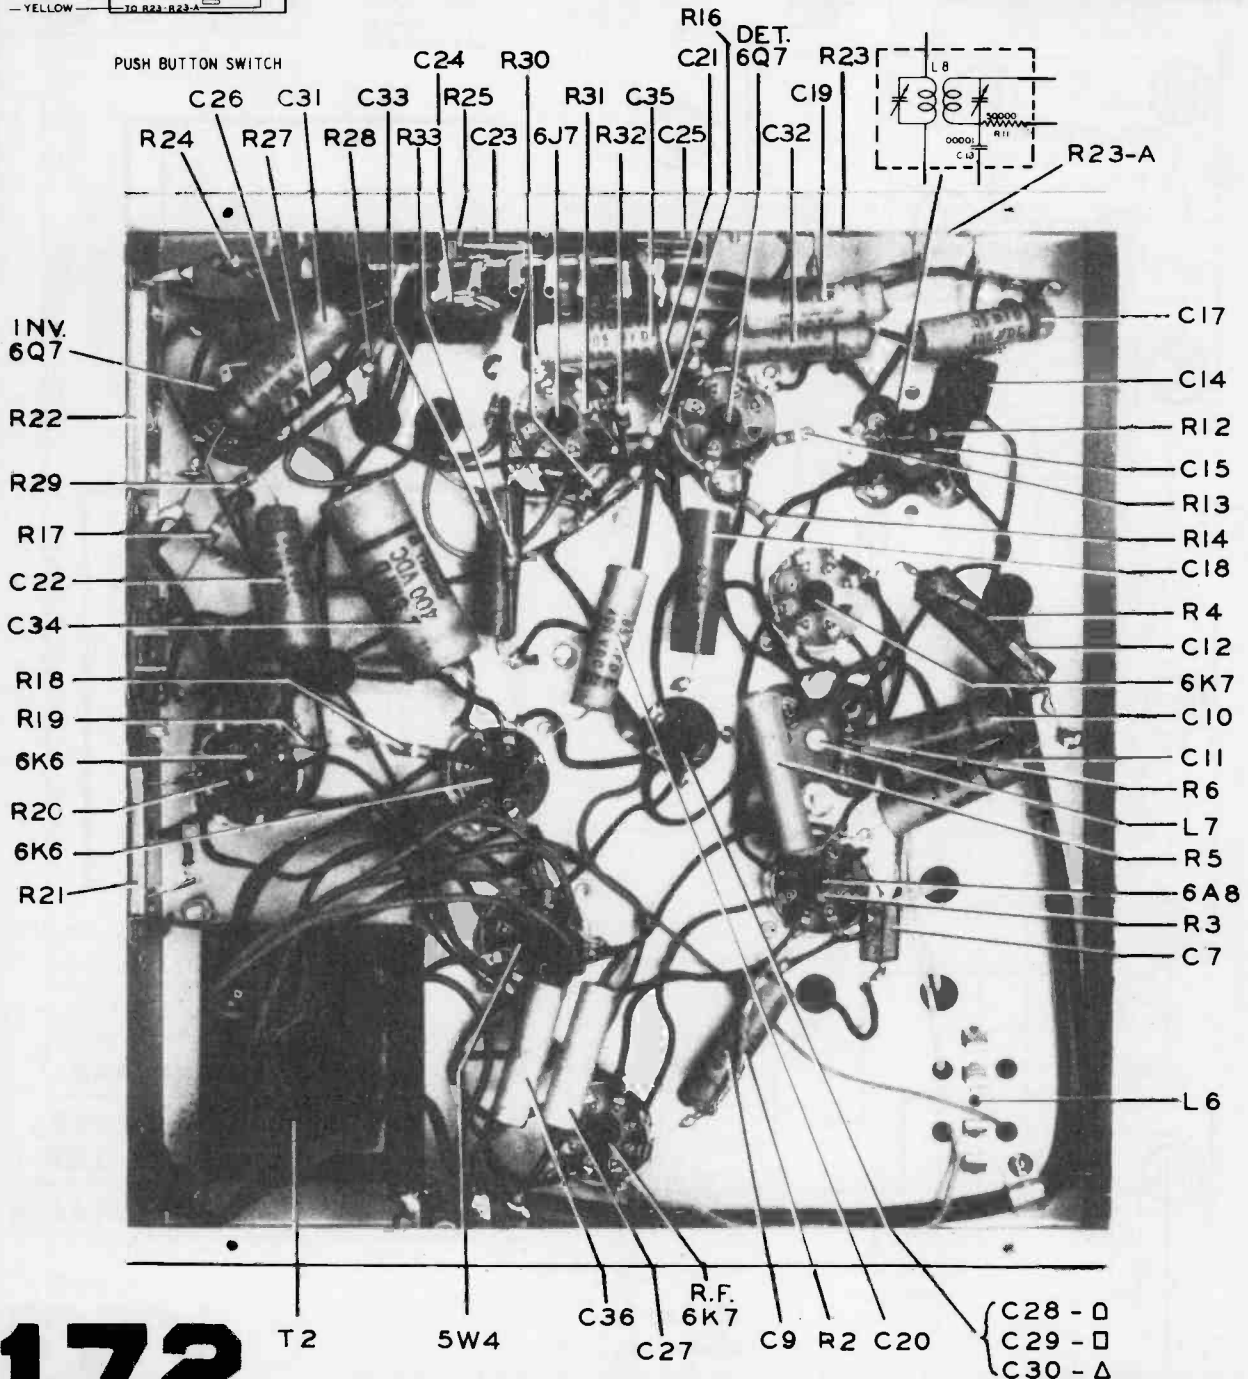 — YELLOW — TO R23-R23-A
PUSH BUTTON SWITCH
R16
DET.
6Q7
C24 R30 C21 R23
C26 C31 C33 R25 R31 C35 C19
R24 R27 R28 R33 C23 6J7 R32 C25 C32
L8
50000
R11
.00001
C13
R23-A
INV.
6Q7
R22
R29
R17
C22
C34
R18
R19
6K6
R20
6K6
R21
400 VDC
C17
C14
R12
C15
R13
R14
C18
R4
C12
6K7
C10
C11
R6
L7
R5
6A8
R3
C7
L6
T2
5W4
C36
C27
R.F.
6K7
C9
R2
C20
C28 - ▯
C29 - □
C30 - △
172